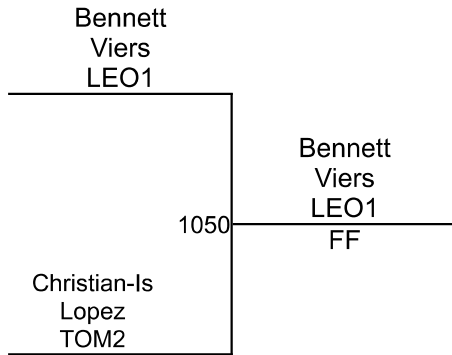 Bennett
Viers
LEO1
Bennett
Viers
LEO1
1050
FF
Christian-Is
Lopez
TOM2